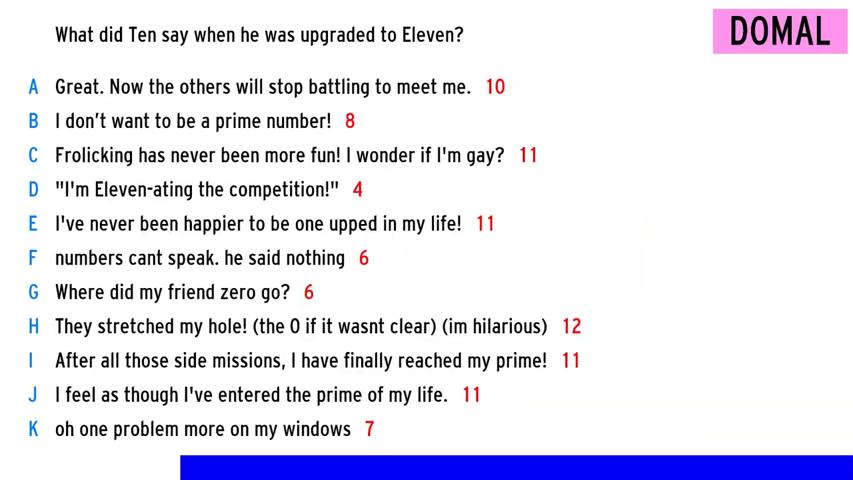 What did Ten say when he was upgraded to Eleven?
DOMAL
A Great. Now the others will stop battling to meet me. 10
B I don't want to be a prime number! 8
C Frolicking has never been more fun! I wonder if I'm gay? 11
D "I'm Eleven-ating the competition!" 4
E I've never been happier to be one upped in my life! 11
F numbers cant speak. he said nothing 6
G Where did my friend zero go? 6
H They stretched my hole! (the 0 if it wasnt clear) (im hilarious) 12
I After all those side missions, I have finally reached my prime! 11
J I feel as though I've entered the prime of my life. 11
K oh one problem more on my windows 7